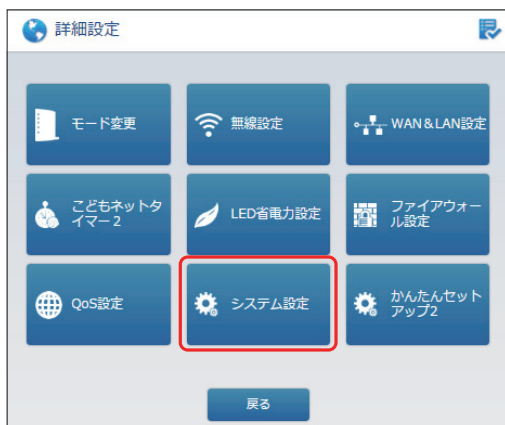 詳細設定
モード変更
無線設定
WAN&LAN設定
こどもネットタ
イマー2
LED省電力設定
ファイアウォー
ル設定
QoS設定
システム設定
かんたんセット
アップ2
戻る